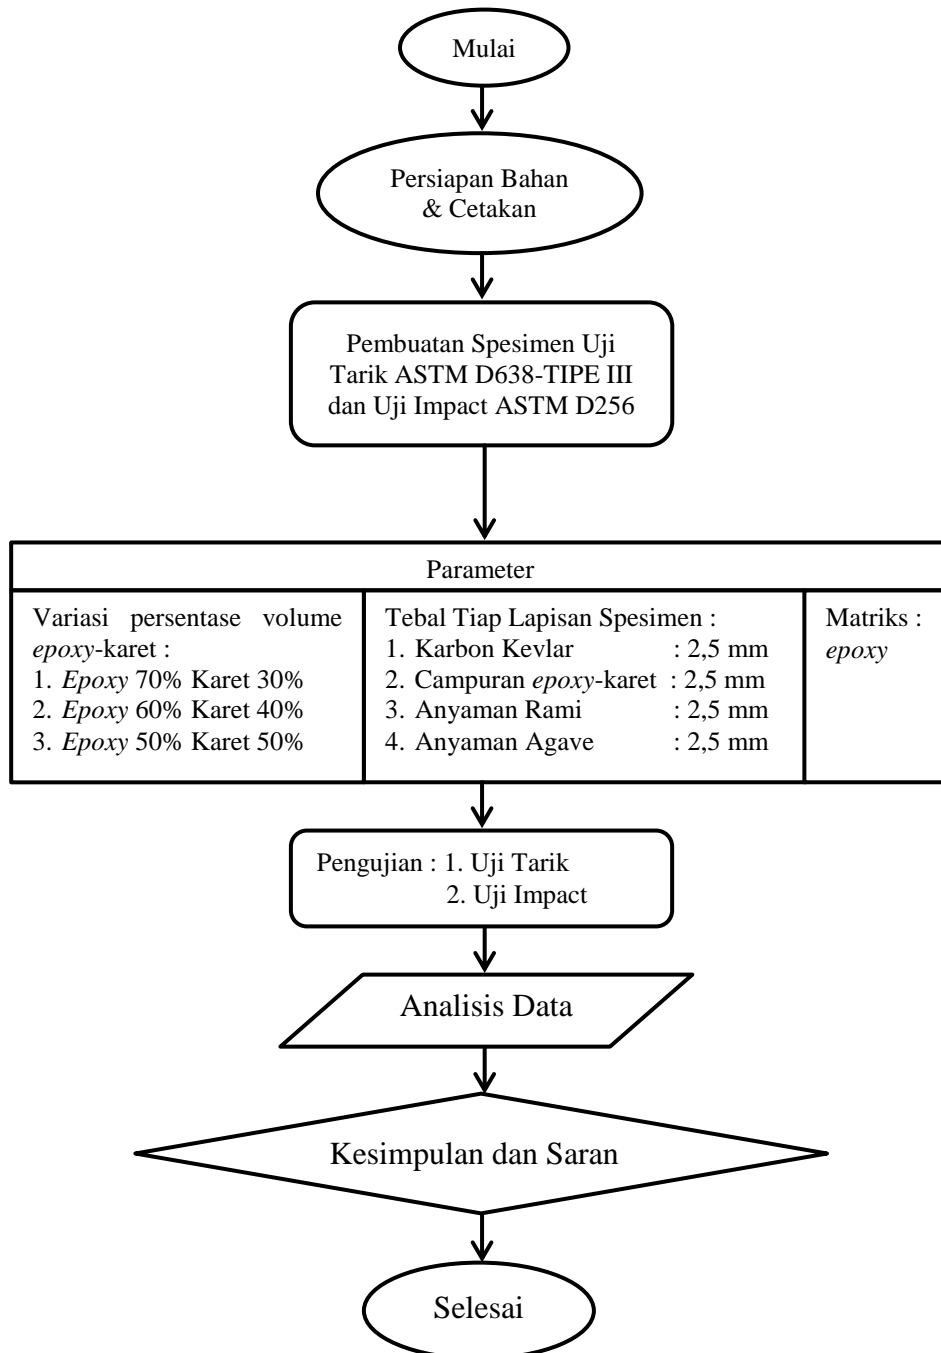 Mulai
Persiapan Bahan
& Cetakan
Pembuatan Spesimen Uji
Tarik ASTM D638-TIPE III
dan Uji Impact ASTM D256
Parameter
Variasi persentase volume
epoxy-karet :
1. Epoxy 70% Karet 30%
2. Epoxy 60% Karet 40%
3. Epoxy 50% Karet 50%
Tebal Tiap Lapisan Spesimen :
1. Karbon Kevlar : 2,5 mm
2. Campuran epoxy-karet : 2,5 mm
3. Anyaman Rami : 2,5 mm
4. Anyaman Agave : 2,5 mm
Matriks :
epoxy
Pengujian : 1. Uji Tarik
2. Uji Impact
Analisis Data
Kesimpulan dan Saran
Selesai